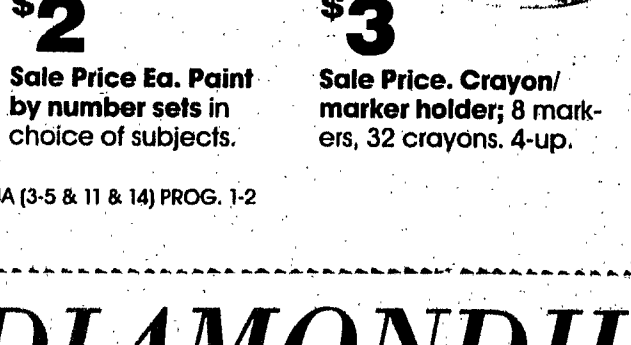 $2
Sale Price Ea. Paint
by number sets in
choice of subjects.
$3
Sale Price. Crayon/
marker holder; 8 mark-
ers, 32 crayons. 4-up.
(3-5 & 11 & 14) PROG. 1-2